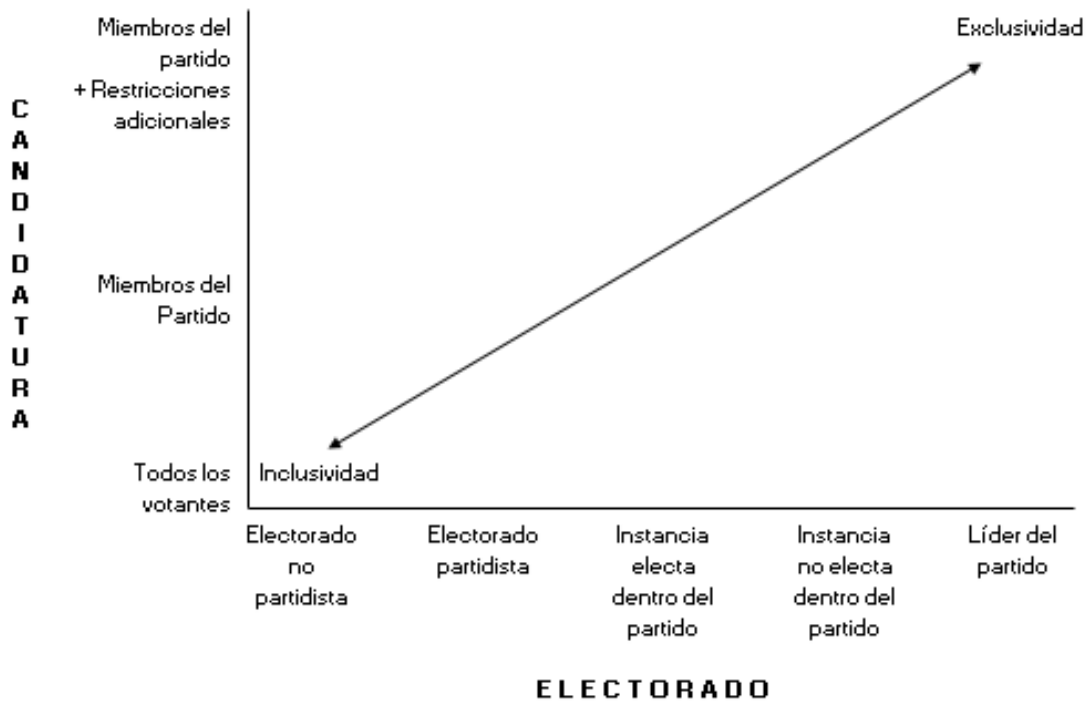 CANDIDATURA
Miembros del
partido
+ Restricciones
adicionales
Exclusividad
Miembros del
Partido
Todos los
votantes
Inclusividad
Electorado
no
partidista
Electorado
partidista
Instancia
electa
dentro del
partido
Instancia
no electa
dentro del
partido
Líder del
partido
ELECTORADO